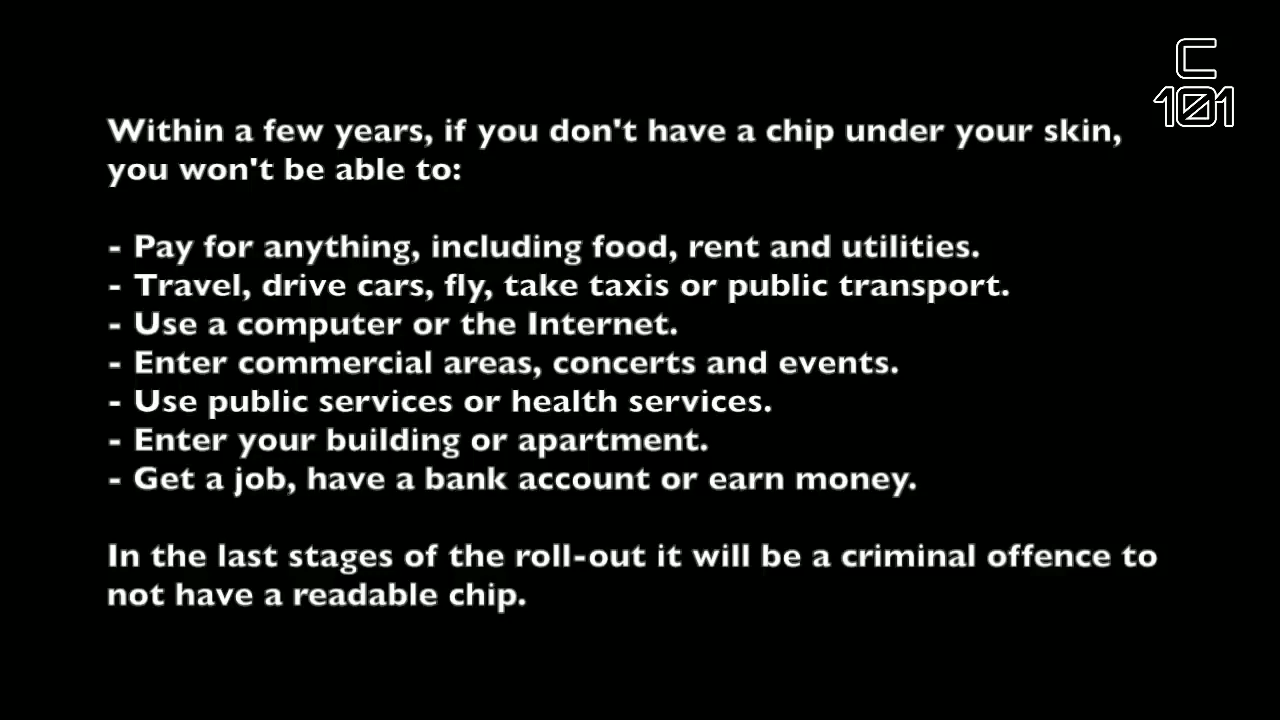 C
101
Within a few years, if you don't have a chip under your skin,
you won't be able to:
- Pay for anything, including food, rent and utilities.
- Travel, drive cars, fly, take taxis or public transport.
- Use a computer or the Internet.
- Enter commercial areas, concerts and events.
- Use public services or health services.
- Enter your building or apartment.
- Get a job, have a bank account or earn money.
In the last stages of the roll-out it will be a criminal offence to
not have a readable chip.